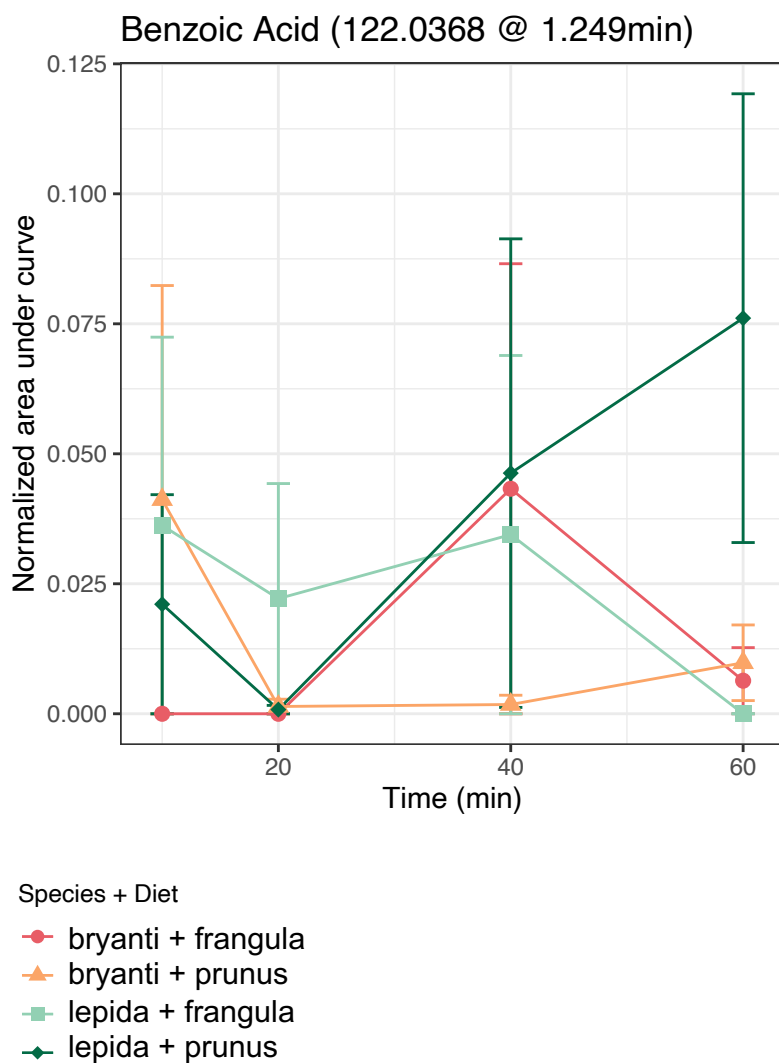 Benzoic Acid (122.0368 @ 1.249min)
0.125
0.100
0.075
0.050
0.025
0.000
Normalized area under curve
20 40 60
Time (min)
Species + Diet
bryanti + frangula
bryanti + prunus
lepida + frangula
lepida + prunus